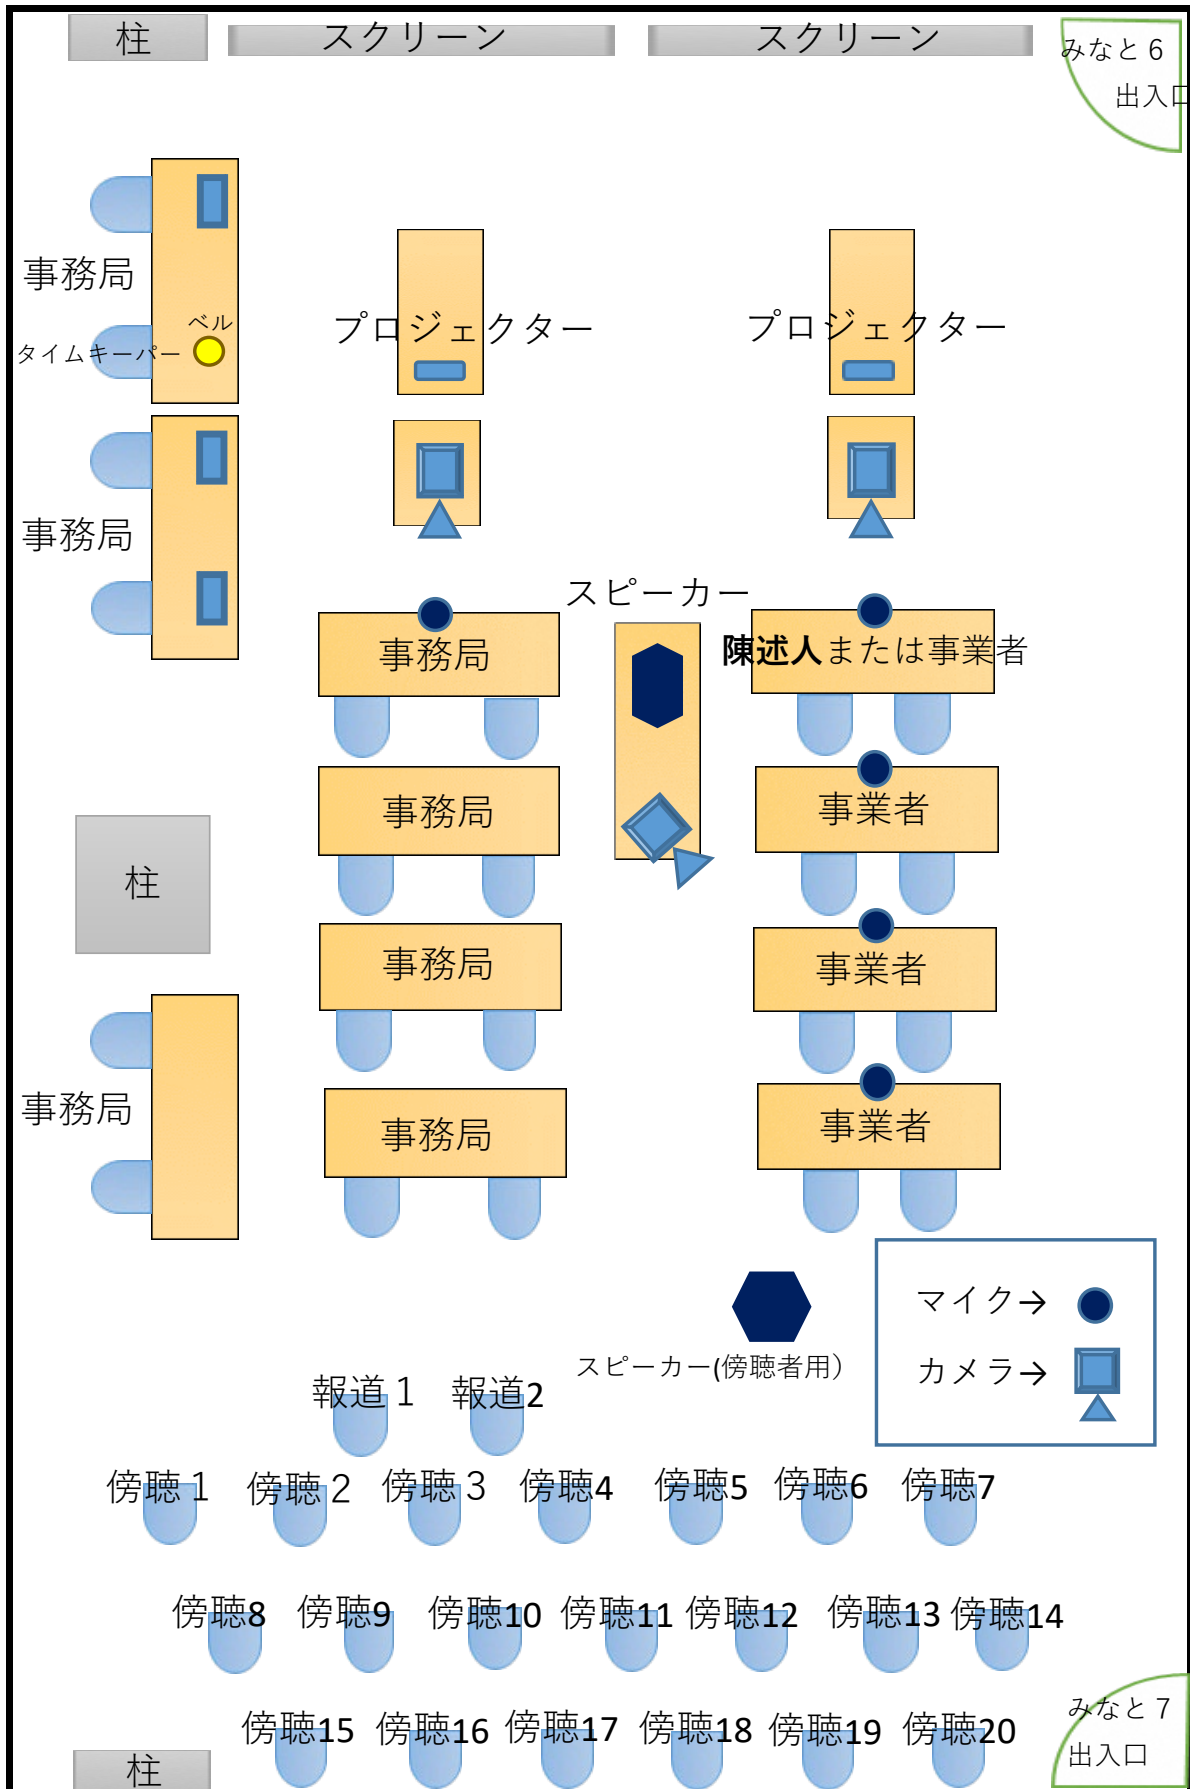 柱
スクリーン
スクリーン
みなと６
出入口
事務局
ベル
タイムキーパー
プロジェクター
プロジェクター
事務局
スピーカー
事務局
陳述人または事業者
事務局
事業者
柱
事務局
事業者
事務局
事務局
事業者
マイク→
カメラ→
スピーカー(傍聴者用）
報道１
報道2
傍聴１
傍聴２
傍聴３
傍聴4
傍聴5
傍聴6
傍聴7
傍聴8
傍聴9
傍聴10
傍聴11
傍聴12
傍聴13
傍聴14
傍聴15
傍聴16
傍聴17
傍聴18
傍聴19
傍聴20
みなと７
出入口
柱